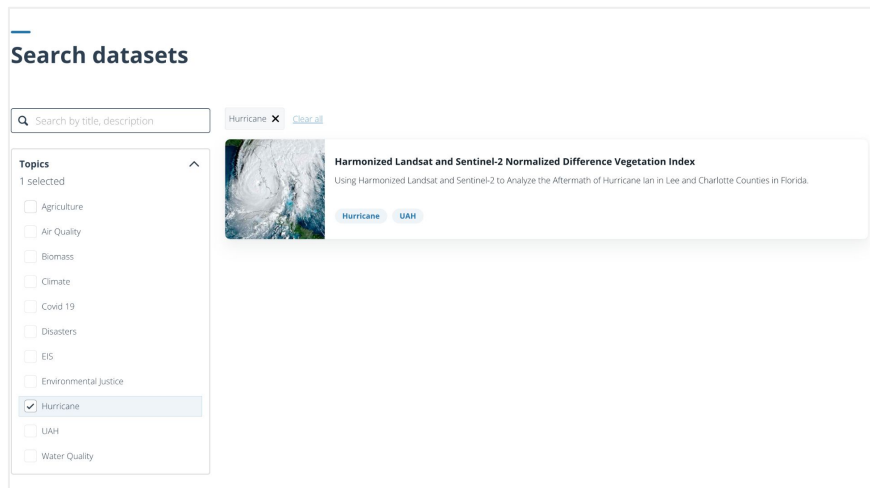 Search datasets
Search by title, description
Topics
1 selected
Agriculture
Air Quality
Biomass
Climate
Covid 19
Disasters
EIS
Environmental Justice
Hurricane
UAH
Water Quality
Hurricane
Clear all
Harmonized Landsat and Sentinel-2 Normalized Difference Vegetation Index
Using Harmonized Landsat and Sentinel-2 to Analyze the Aftermath of Hurricane Ian in Lee and Charlotte Counties in Florida.
Hurricane UAH